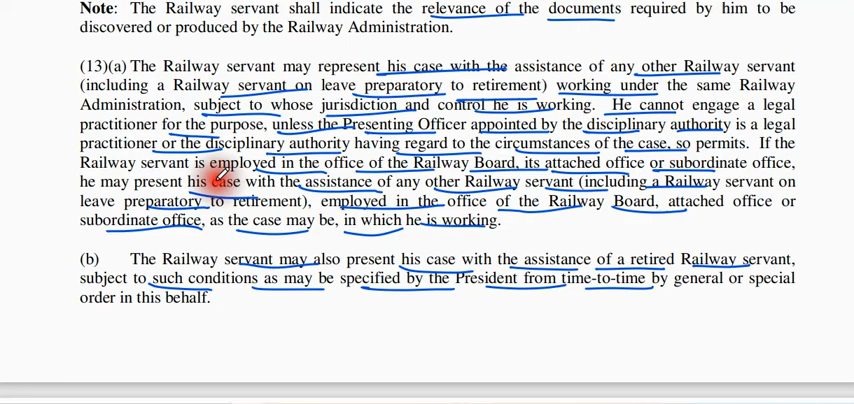 Note: The Railway servant shall indicate the relevance of the documents required by him to be
discovered or produced by the Railway Administration.
(13)(a) The Railway servant may represent his case with the assistance of any other Railway servant
(including a Railway servant on leave preparatory to retirement) working under the same Railway
Administration, subject to whose jurisdiction and control he is working. He cannot engage a legal
practitioner for the purpose, unless the Presenting Officer appointed by the disciplinary authority is a legal
practitioner or the disciplinary authority having regard to the circumstances of the case, so permits. If the
Railway servant is employed in the office of the Railway Board, its attached office or subordinate office,
he may present his case with the assistance of any other Railway servant (including a Railway servant on
leave preparatory to retirement), employed in the office of the Railway Board, attached office or
subordinate office, as the case may be, in which he is working.
(b) The Railway servant may also present his case with the assistance of a retired Railway servant,
subject to such conditions as may be specified by the President from time-to-time by general or special
order in this behalf.